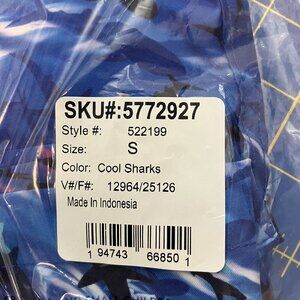 SKU#:5772927
Style #: 522199
Size: S
Color: Cool Sharks
V#/F#: 12964/25126
Made In Indonesia
1 94743 66850 1